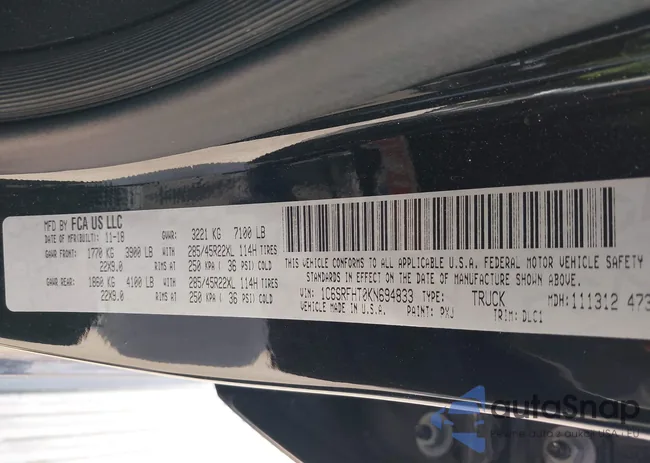 MFD BY FCA US LLC
DATE OF MFR(BUILT): 11-18 GVWR: 3221 KG 7100 LB
GAWR FRONT: 1770 KG 3900 LB WITH 285/45R22XL 114H TIRES
22X9.0 RIMS AT 250 KPA ( 36 PSI) COLD
GAWR REAR: 1860 KG 4100 LB WITH 285/45R22XL 114H TIRES
22X9.0 RIMS AT 250 KPA ( 36 PSI) COLD
THIS VEHICLE CONFORMS TO ALL APPLICABLE U.S.A. FEDERAL MOTOR VEHICLE SAFETY
STANDARDS IN EFFECT ON THE DATE OF MANUFACTURE SHOWN ABOVE.
VIN: 1C6SRFHT0KN694833 TYPE: TRUCK MDH: 111312 473
VEHICLE MADE IN U.S.A. PAINT: PXJ TRIM: DLC1
autoSnap